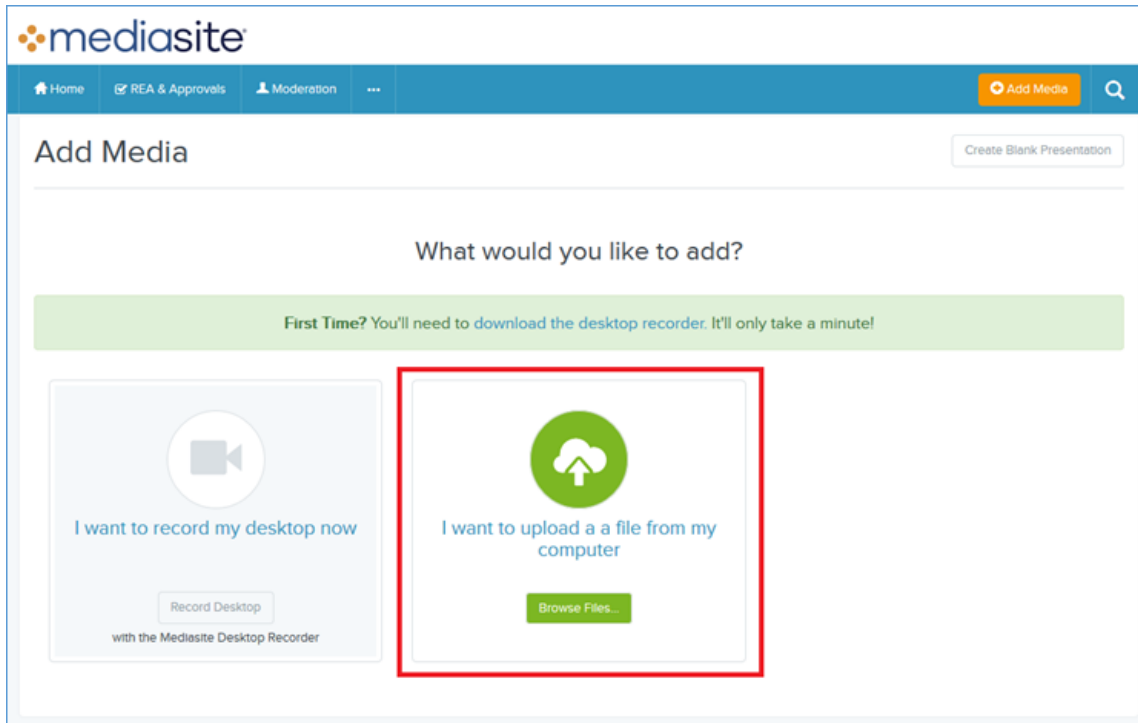 mediasite
Home REA & Approvals Moderation ... Add Media
Add Media
Create Blank Presentation
What would you like to add?
First Time? You'll need to download the desktop recorder. It'll only take a minute!
I want to record my desktop now
Record Desktop
with the Mediasite Desktop Recorder
I want to upload a a file from my
computer
Browse Files...